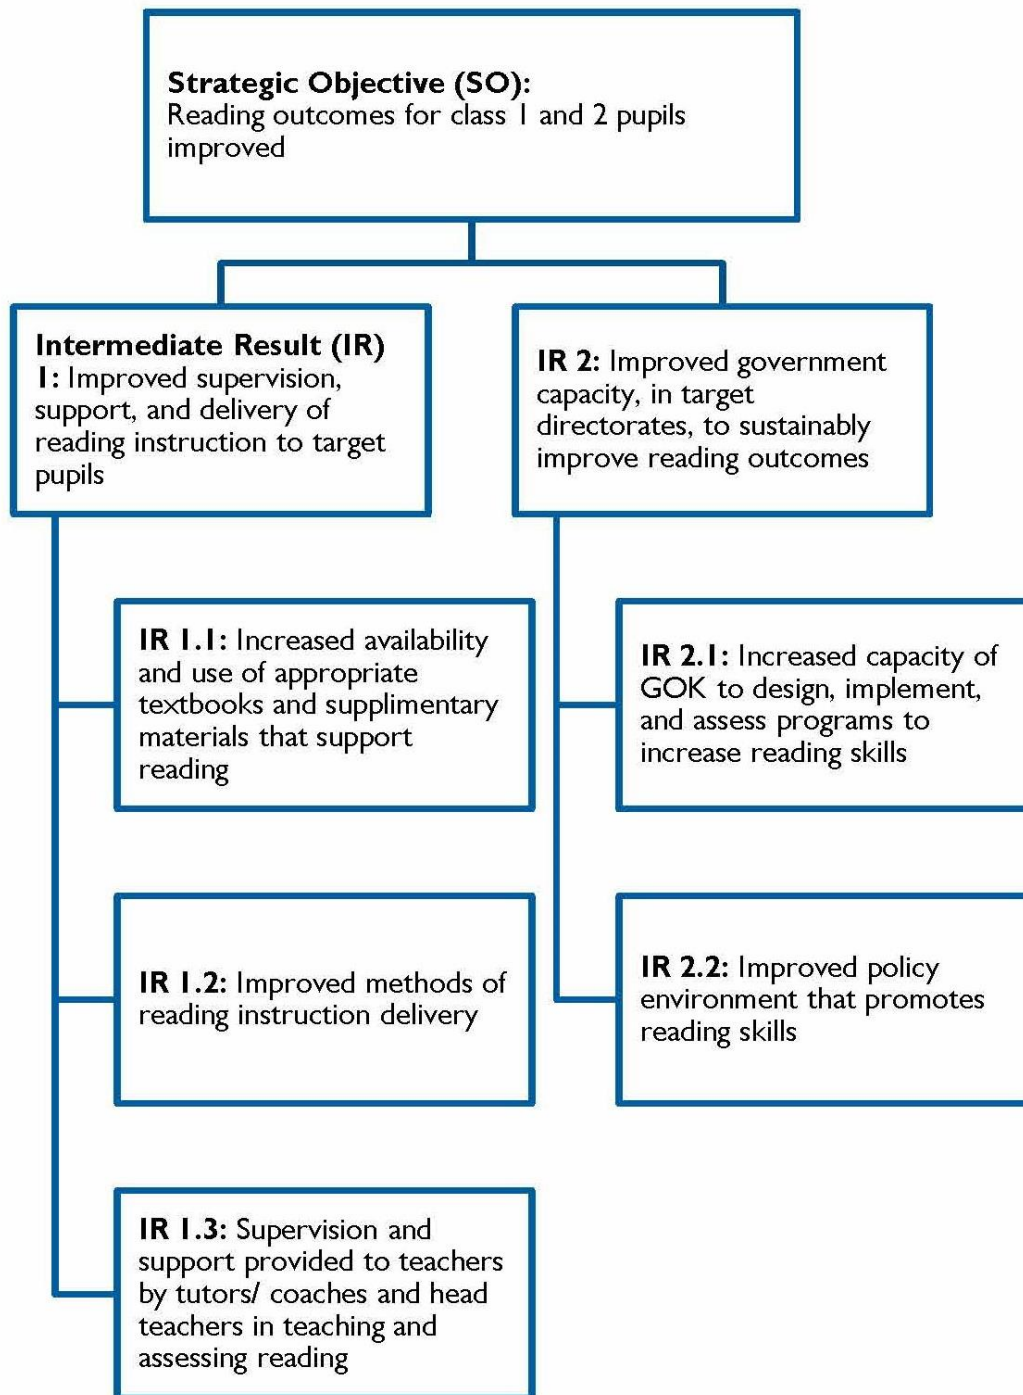 Strategic Objective (SO):
Reading outcomes for class 1 and 2 pupils
improved
Intermediate Result (IR)
1: Improved supervision,
support, and delivery of
reading instruction to target
pupils
IR 2: Improved government
capacity, in target
directorates, to sustainably
improve reading outcomes
IR 1.1: Increased availability
and use of appropriate
textbooks and supplimentary
materials that support
reading
IR 2.1: Increased capacity of
GOK to design, implement,
and assess programs to
increase reading skills
IR 1.2: Improved methods of
reading instruction delivery
IR 2.2: Improved policy
environment that promotes
reading skills
IR 1.3: Supervision and
support provided to teachers
by tutors/ coaches and head
teachers in teaching and
assessing reading